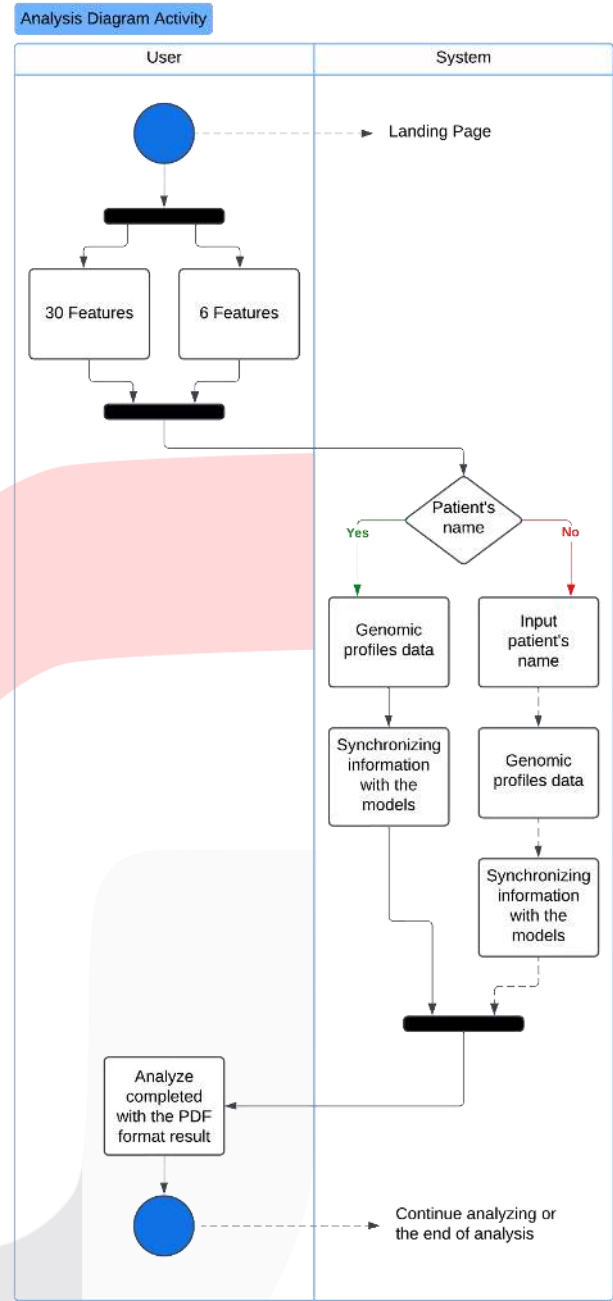 Analysis Diagram Activity
User
System
Landing Page
30 Features
6 Features
Patient's
name
Yes
No
Genomic
profiles data
Input
patient's
name
Synchronizing
information
with the
models
Genomic
profiles data
Synchronizing
information
with the
models
Analyze
completed
with the PDF
format result
Continue analyzing or
the end of analysis